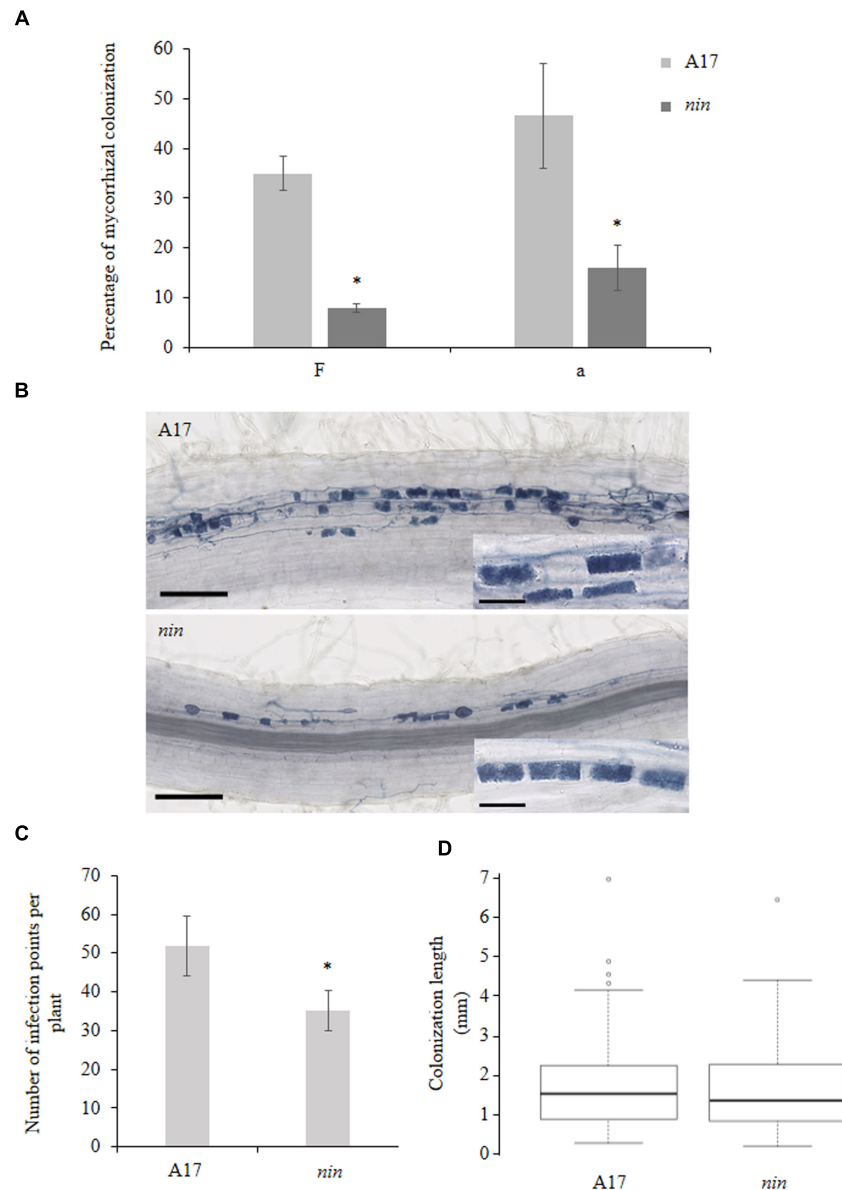 A
Percentage of mycorrhizal colonization
60
50
40
30
20
10
0
A17
nin
*
*
F
a
B
A17
nin
C
Number of infection points per
plant
70
60
50
40
30
20
10
0
*
A17
nin
D
Colonization length
(mm)
7
6
5
4
3
2
1
0
A17
nin